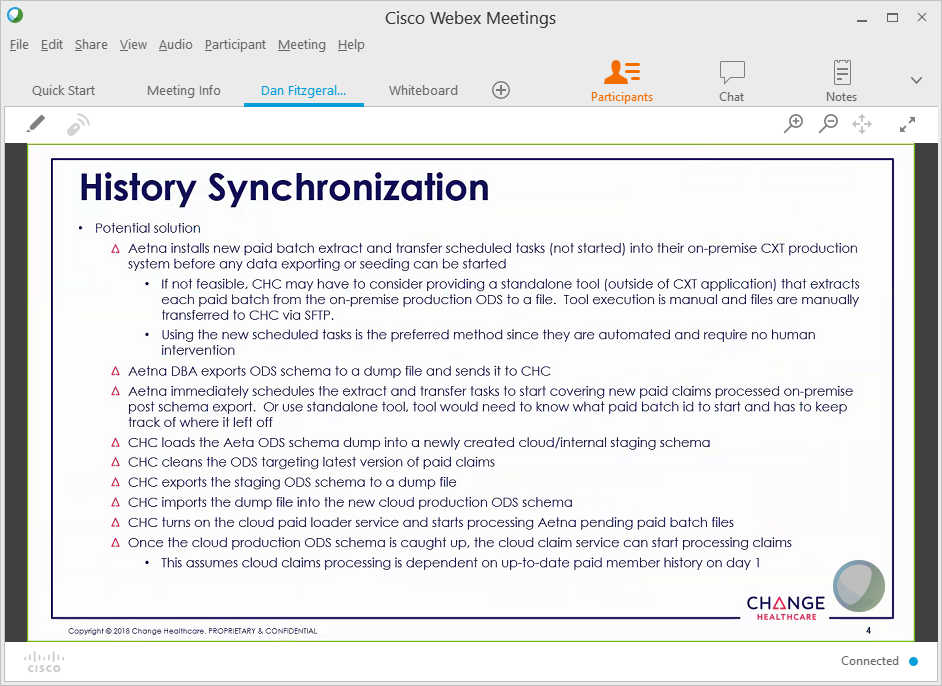 Cisco Webex Meetings
File Edit Share View Audio Participant Meeting Help
Quick Start Meeting Info Dan Fitzgeral... Whiteboard
Participants Chat Notes
History Synchronization
• Potential solution
Δ Aetna installs new paid batch extract and transfer scheduled tasks (not started) into their on-premise CXT production
system before any data exporting or seeding can be started
• If not feasible, CHC may have to consider providing a standalone tool (outside of CXT application) that extracts
each paid batch from the on-premise production ODS to a file. Tool execution is manual and files are manually
transferred to CHC via SFTP.
• Using the new scheduled tasks is the preferred method since they are automated and require no human
intervention
Δ Aetna DBA exports ODS schema to a dump file and sends it to CHC
Δ Aetna immediately schedules the extract and transfer tasks to start covering new paid claims processed on-premise
post schema export. Or use standalone tool, tool would need to know what paid batch id to start and has to keep
track of where it left off
Δ CHC loads the Aeta ODS schema dump into a newly created cloud/internal staging schema
Δ CHC cleans the ODS targeting latest version of paid claims
Δ CHC exports the staging ODS schema to a dump file
Δ CHC imports the dump file into the new cloud production ODS schema
Δ CHC turns on the cloud paid loader service and starts processing Aetna pending paid batch files
Δ Once the cloud production ODS schema is caught up, the cloud claim service can start processing claims
• This assumes cloud claims processing is dependent on up-to-date paid member history on day 1
CHANGE
HEALTHCARE
Copyright © 2018 Change Healthcare. PROPRIETARY & CONFIDENTIAL 4
CISCO
Connected